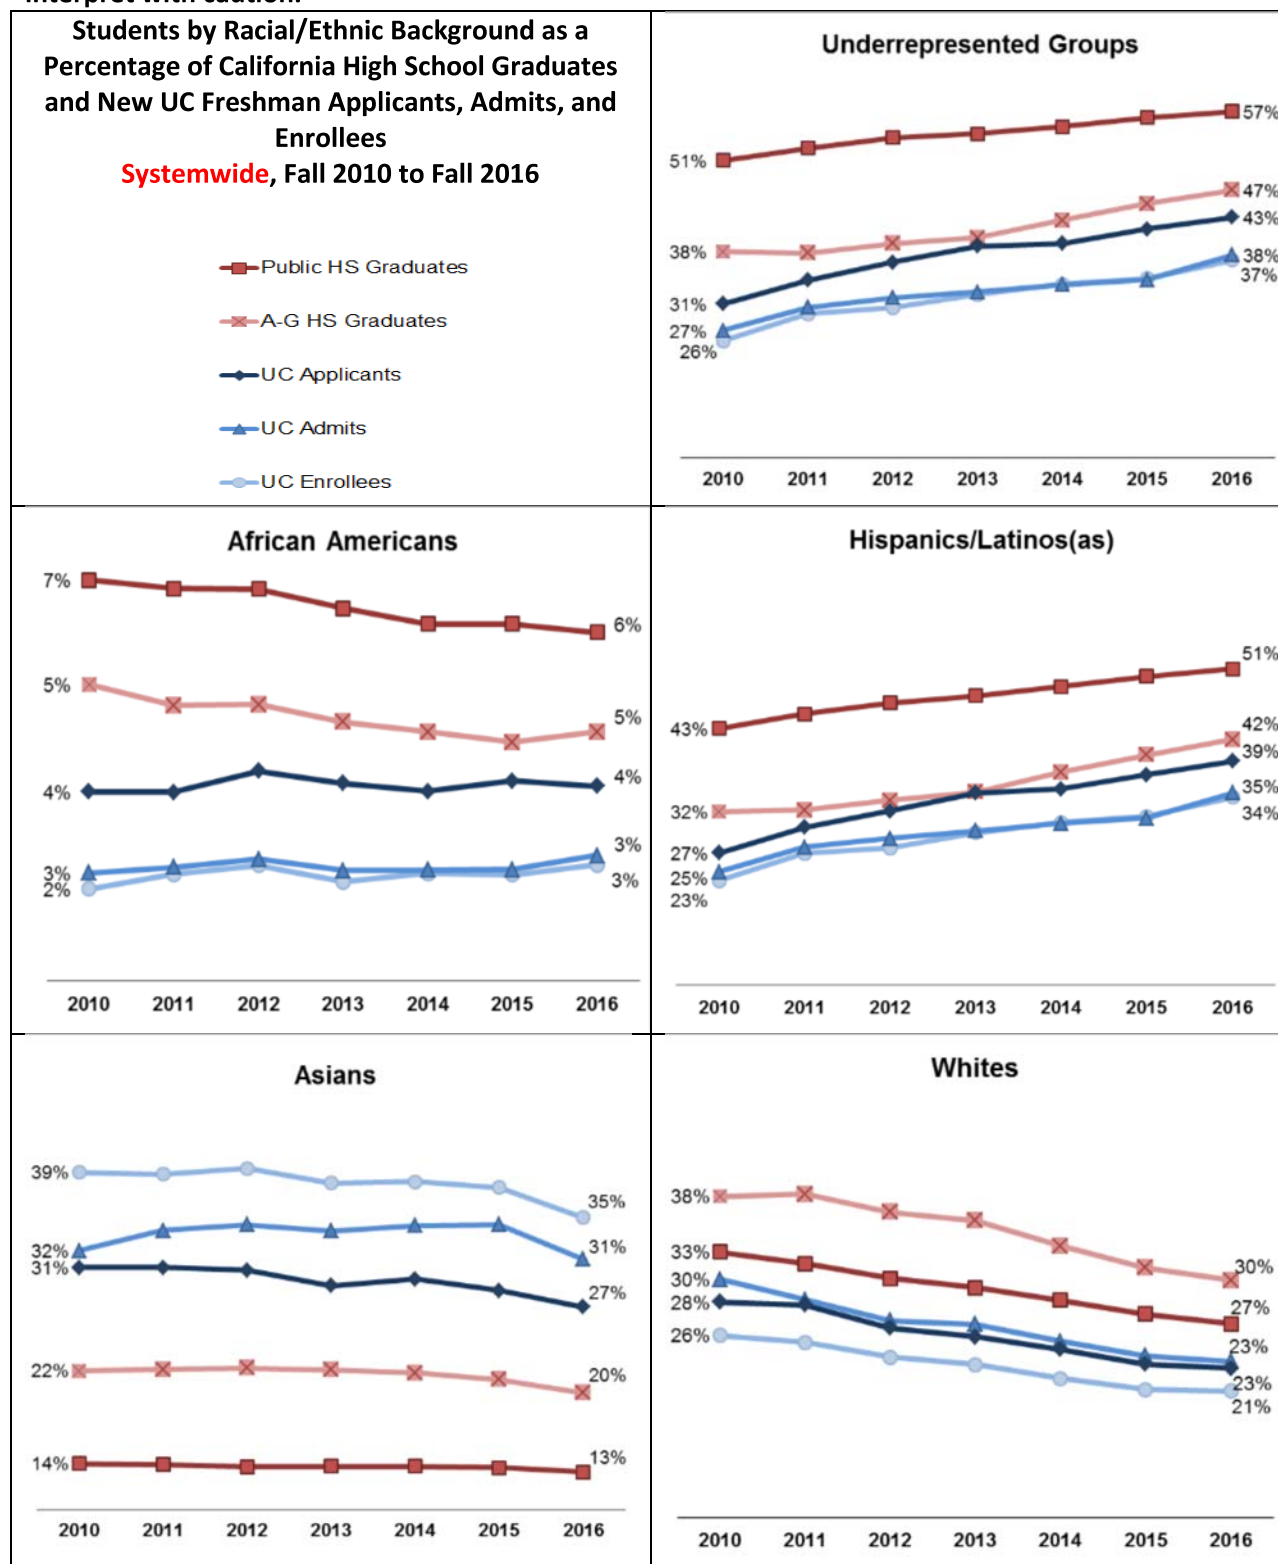 interpret with caution.
Students by Racial/Ethnic Background as a
Percentage of California High School Graduates
and New UC Freshman Applicants, Admits, and
Enrollees
Systemwide, Fall 2010 to Fall 2016
Public HS Graduates
A-G HS Graduates
UC Applicants
UC Admits
UC Enrollees
Underrepresented Groups
57%
51%
47%
43%
38%
38%
37%
31%
27%
26%
2010 2011 2012 2013 2014 2015 2016
African Americans
7%
6%
5%
5%
4%
4%
3%
3%
2%
3%
2010 2011 2012 2013 2014 2015 2016
Hispanics/Latinos(as)
51%
43%
42%
39%
35%
32%
34%
27%
25%
23%
2010 2011 2012 2013 2014 2015 2016
Asians
39%
35%
32%
31%
31%
27%
22%
20%
14%
13%
2010 2011 2012 2013 2014 2015 2016
Whites
38%
33%
30%
30%
28%
27%
26%
23%
23%
21%
2010 2011 2012 2013 2014 2015 2016